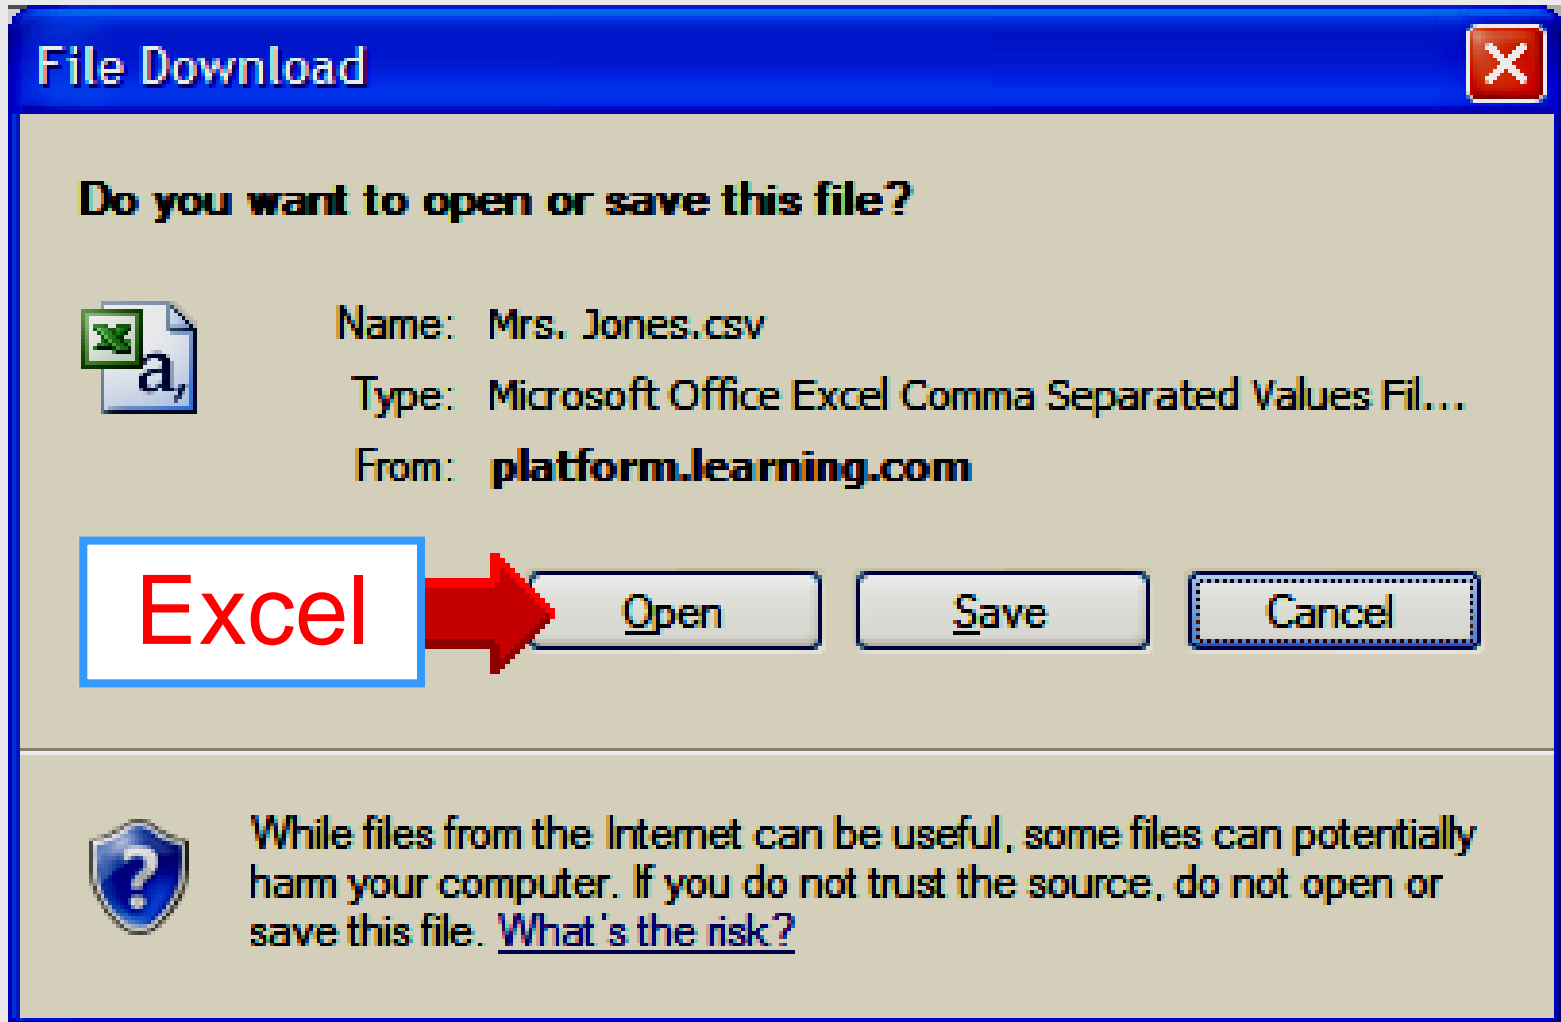 File Download
Do you want to open or save this file?
Name: Mrs. Jones.csv
Type: Microsoft Office Excel Comma Separated Values Fil...
From: platform.learning.com
Excel
Open Save Cancel
While files from the Internet can be useful, some files can potentially
harm your computer. If you do not trust the source, do not open or
save this file. What's the risk?